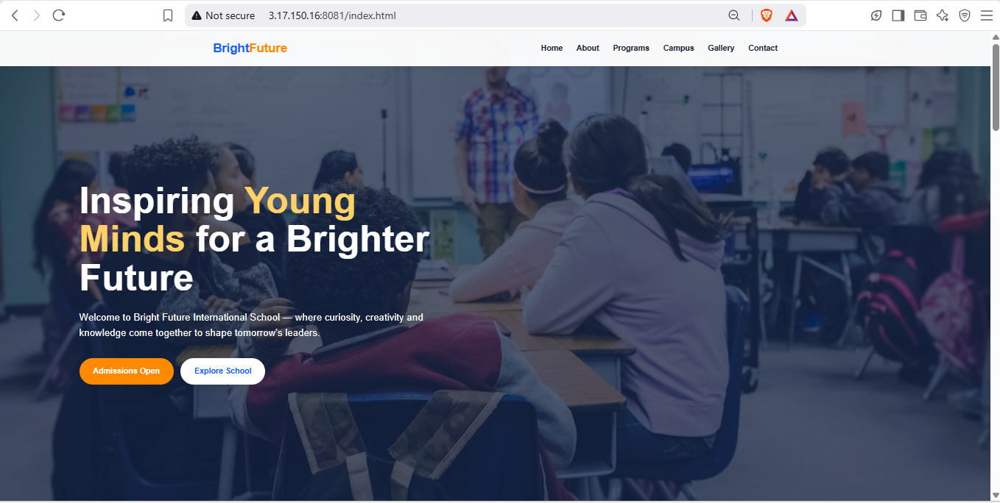 Not secure 3.17.150.16:8081/index.html
BrightFuture
Home About Programs Campus Gallery Contact
Inspiring Young
Minds for a Brighter
Future
Welcome to Bright Future International School — where curiosity, creativity and
knowledge come together to shape tomorrow's leaders.
Admissions Open Explore School